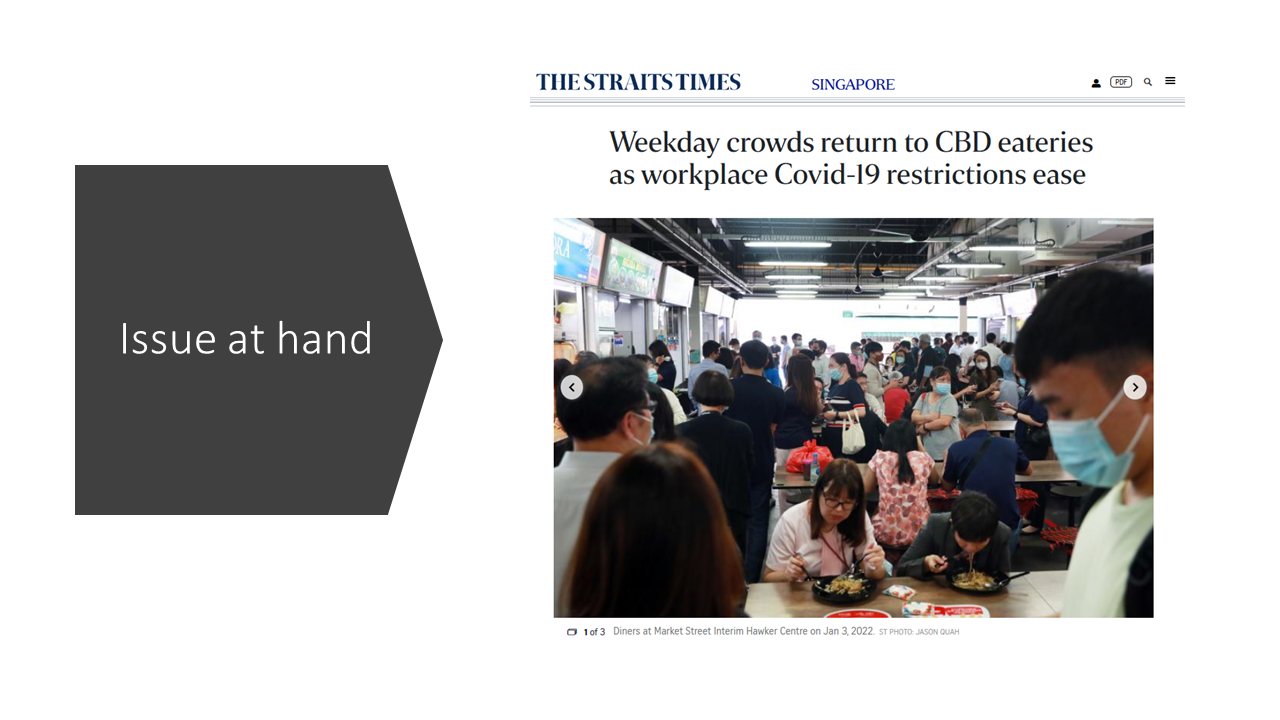 Issue at hand
THE STRAITS TIMES
SINGAPORE
PDF
Weekday crowds return to CBD eateries
as workplace Covid-19 restrictions ease
1 of 3 Diners at Market Street Interim Hawker Centre on Jan 3, 2022. ST PHOTO: JASON QUAH